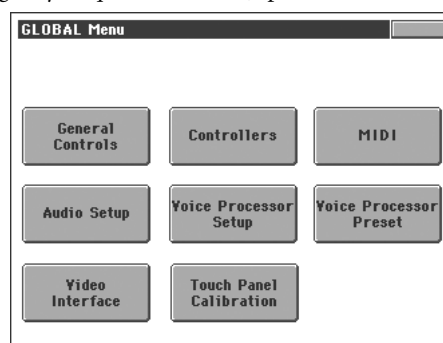 GLOBAL Menu
General
Controls
Controllers
MIDI
Audio Setup
Voice Processor
Setup
Voice Processor
Preset
Video
Interface
Touch Panel
Calibration